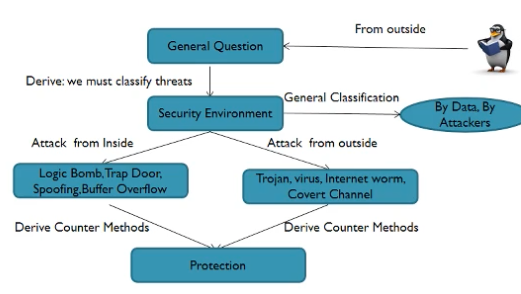 From outside
General Question
Derive: we must classify threats
General Classification
Security Environment
By Data, By
Attackers
Attack from Inside
Attack from outside
Logic Bomb,Trap Door,
Spoofing,Buffer Overflow
Trojan, virus, Internet worm,
Covert Channel
Derive Counter Methods
Derive Counter Methods
Protection